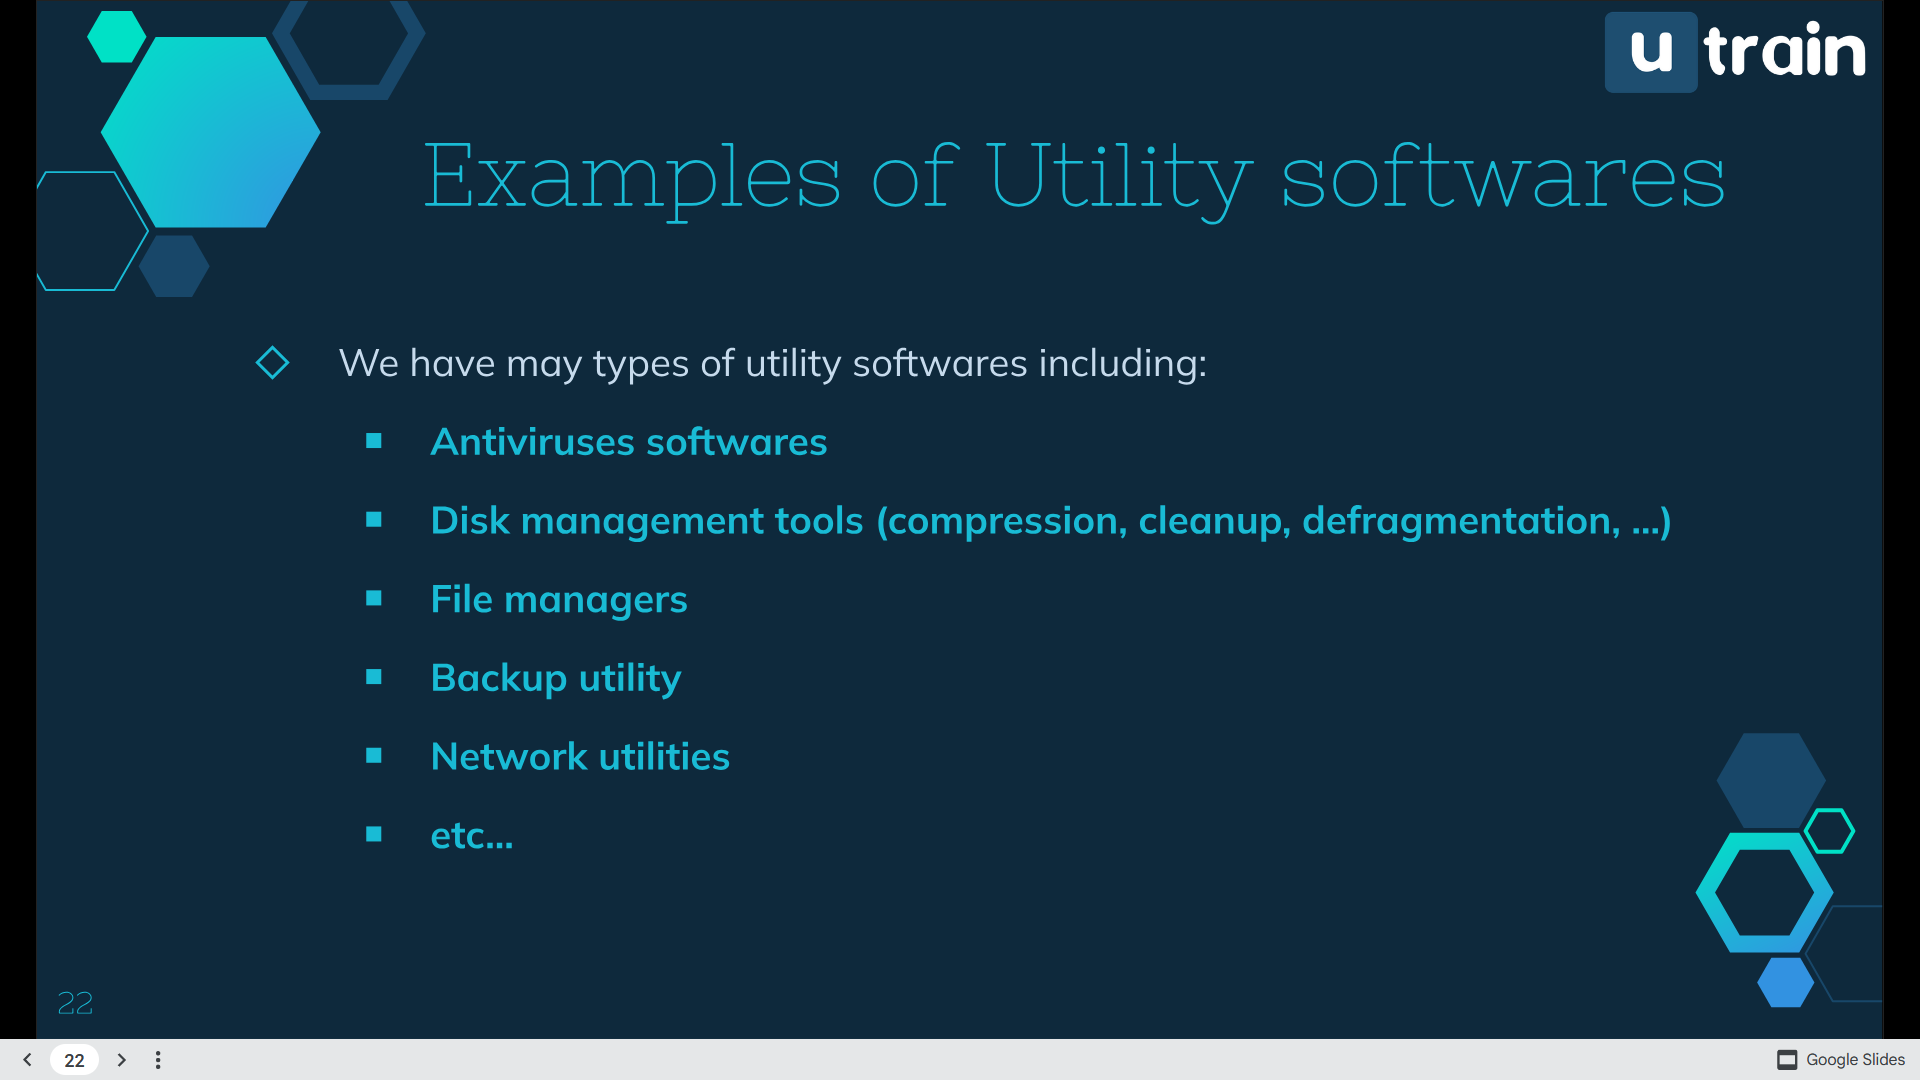 u train
Examples of Utility softwares
We have may types of utility softwares including:
Antiviruses softwares
Disk management tools (compression, cleanup, defragmentation, ...)
File managers
Backup utility
Network utilities
etc...
22
22
Google Slides